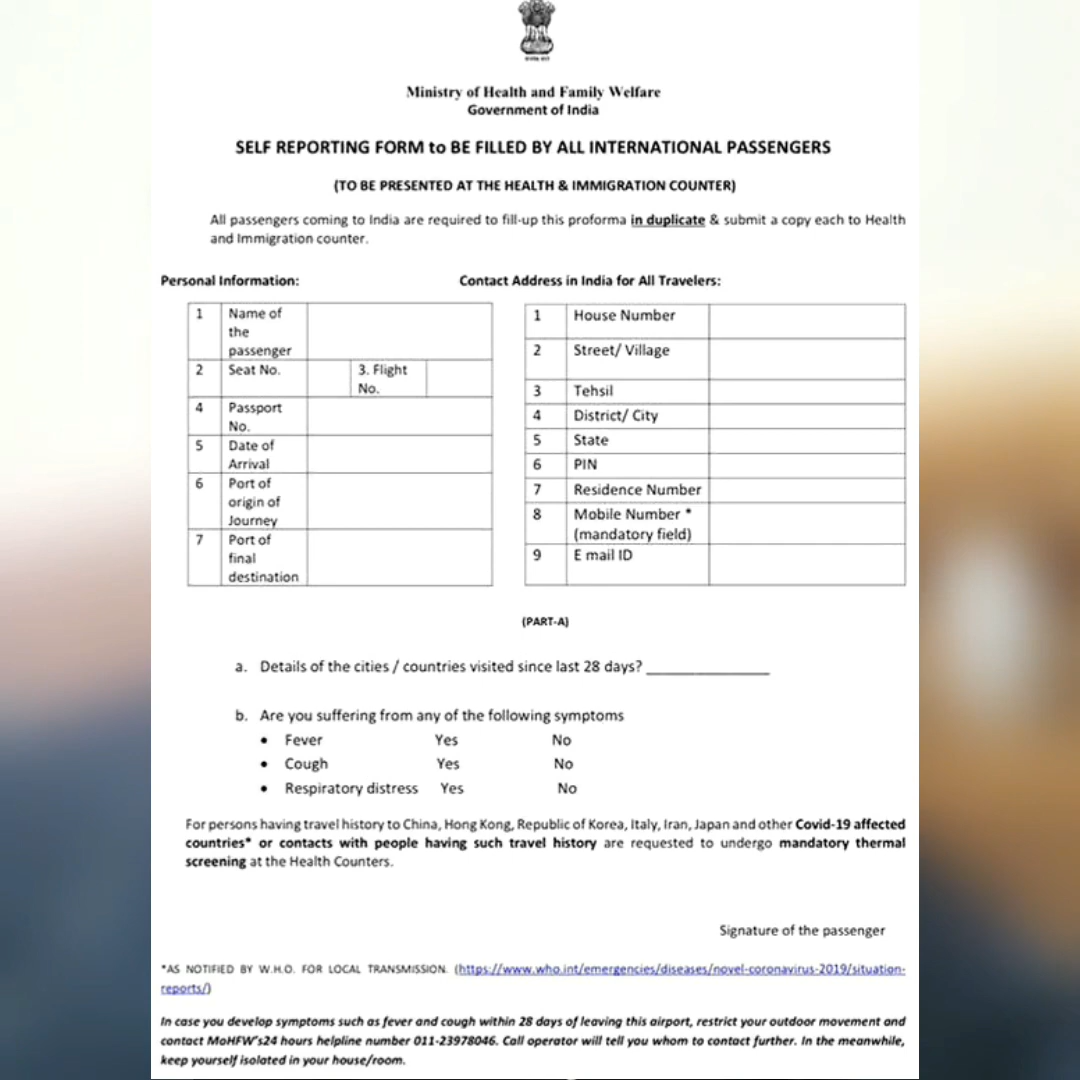 Ministry of Health and Family Welfare
Government of India
SELF REPORTING FORM to BE FILLED BY ALL INTERNATIONAL PASSENGERS
(TO BE PRESENTED AT THE HEALTH & IMMIGRATION COUNTER)
All passengers coming to India are required to fill-up this proforma in duplicate & submit a copy each to Health
and Immigration counter.
Personal Information:
1 Name of
the
passenger
2 Seat No. 3. Flight
No.
4 Passport
No.
5 Date of
Arrival
6 Port of
origin of
Journey
7 Port of
final
destination
Contact Address in India for All Travelers:
1 House Number
2 Street/ Village
3 Tehsil
4 District/ City
5 State
6 PIN
7 Residence Number
8 Mobile Number *
(mandatory field)
9 E mail ID
(PART-A)
a. Details of the cities / countries visited since last 28 days? _______________
b. Are you suffering from any of the following symptoms
• Fever Yes No
• Cough Yes No
• Respiratory distress Yes No
For persons having travel history to China, Hong Kong, Republic of Korea, Italy, Iran, Japan and other Covid-19 affected
countries* or contacts with people having such travel history are requested to undergo mandatory thermal
screening at the Health Counters.
Signature of the passenger
*AS NOTIFIED BY W.H.O. FOR LOCAL TRANSMISSION. (https://www.who.int/emergencies/diseases/novel-coronavirus-2019/situation-
reports/)
In case you develop symptoms such as fever and cough within 28 days of leaving this airport, restrict your outdoor movement and
contact MoHFW's24 hours helpline number 011-23978046. Call operator will tell you whom to contact further. In the meanwhile,
keep yourself isolated in your house/room.